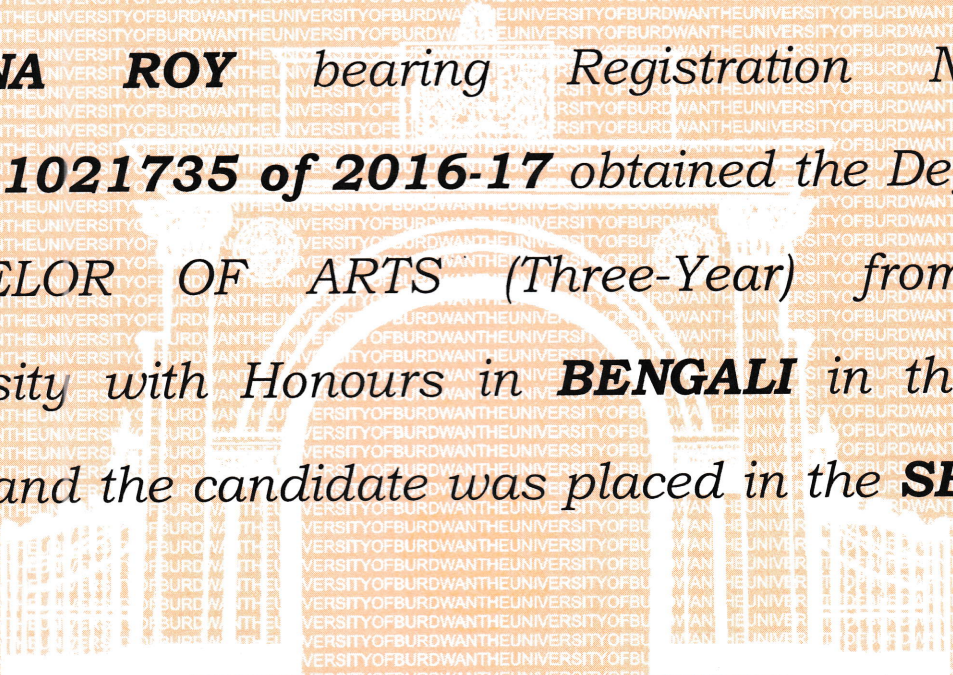 NA ROY bearing Registration N
1021735 of 2016-17 obtained the De
ELOR OF ARTS (Three-Year) from
sity with Honours in BENGALI in th
and the candidate was placed in the SE